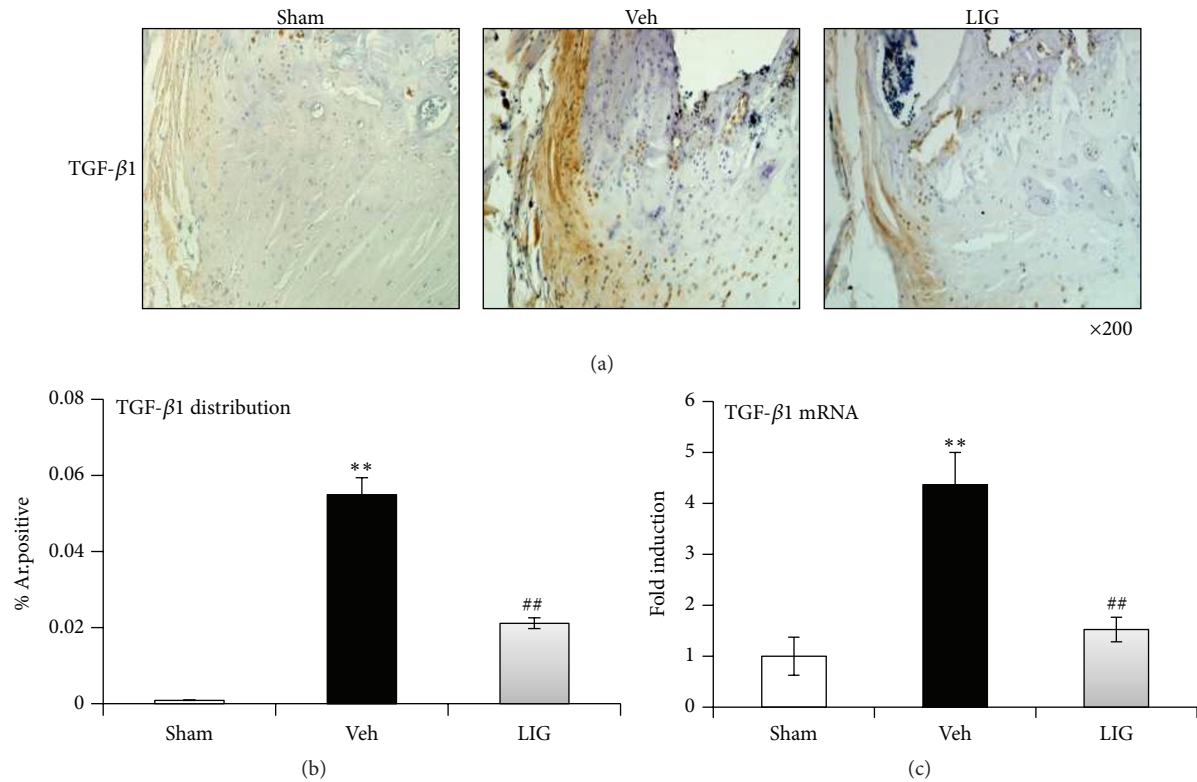 Sham Veh LIG
TGF-β1
×200
(a)
TGF-β1 distribution
% Ar.positive
0.08
0.06
0.04
0.02
0
**
##
Sham Veh LIG
(b)
TGF-β1 mRNA
Fold induction
6
5
4
3
2
1
0
**
##
Sham Veh LIG
(c)